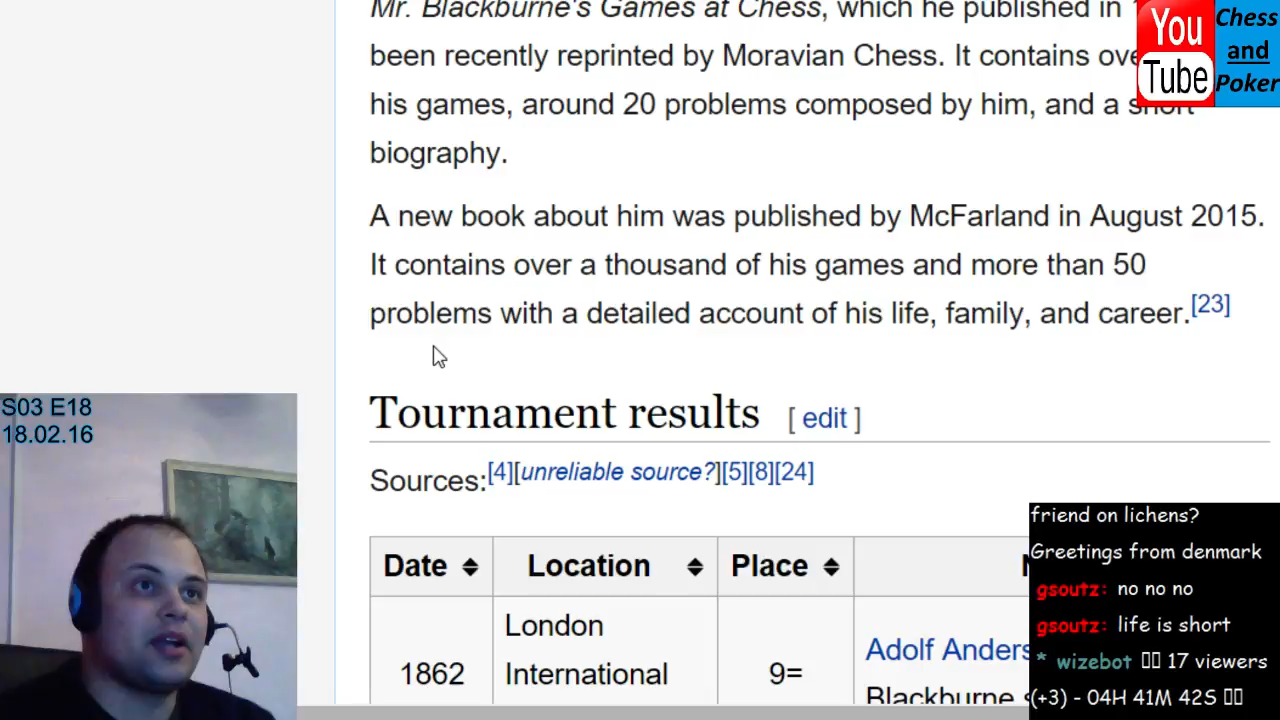 Mr. Blackburne's Games at Chess, which he published in
been recently reprinted by Moravian Chess. It contains
his games, around 20 problems composed by him, and a short
biography.
A new book about him was published by McFarland in August 2015.
It contains over a thousand of his games and more than 50
problems with a detailed account of his life, family, and career.[23]
Tournament results [ edit ]
Sources:[4][unreliable source?][5][8][24]
Date Location Place
1862 London International 9= Adolf Anders
Blackburne
You Tube
Chess and Poker
S03 E18
18.02.16
friend on lichens?
Greetings from denmark
gsoutz: no no no
gsoutz: life is short
* wizebot 17 viewers
(+3) - 04H 41M 42S